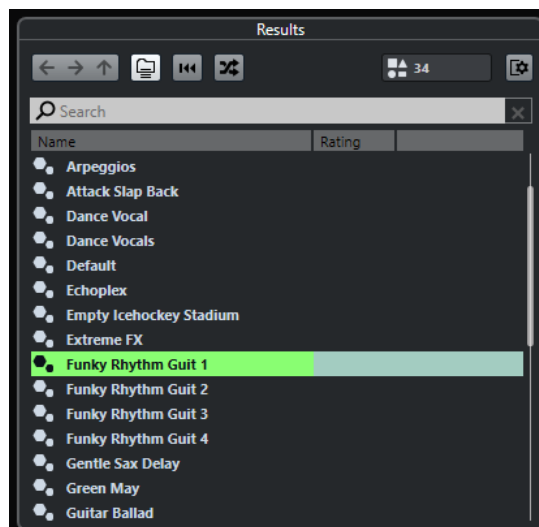 Results
34
Search
Name Rating
Arpeggios
Attack Slap Back
Dance Vocal
Dance Vocals
Default
Echoplex
Empty Icehockey Stadium
Extreme FX
Funky Rhythm Guit 1
Funky Rhythm Guit 2
Funky Rhythm Guit 3
Funky Rhythm Guit 4
Gentle Sax Delay
Green May
Guitar Ballad